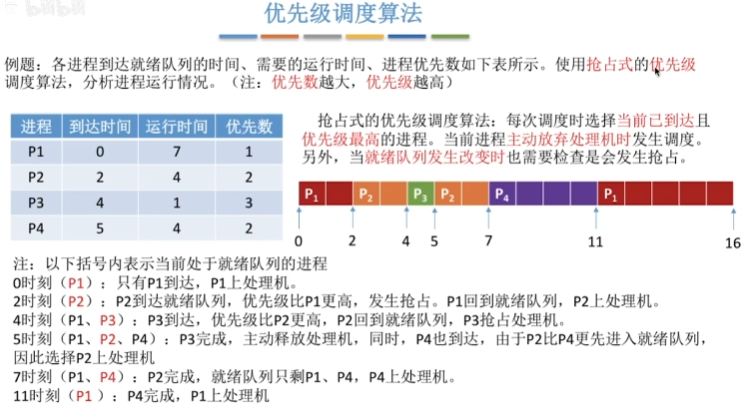 bilibili
优先级调度算法
例题：各进程到达就绪队列的时间、需要的运行时间、进程优先数如下表所示。使用抢占式的优先级
调度算法，分析进程运行情况。（注：优先数越大，优先级越高）
进程 到达时间 运行时间 优先数
P1 0 7 1
P2 2 4 2
P3 4 1 3
P4 5 4 2
抢占式的优先级调度算法：每次调度时选择当前已到达且
优先级最高的进程。当前进程主动放弃处理机时发生调度。
另外，当就绪队列发生改变时也需要检查是会发生抢占。
P1 P2 P3 P2 P4 P1
0 2 4 5 7 11 16
注：以下括号内表示当前处于就绪队列的进程
0时刻（P1）：只有P1到达，P1上处理机。
2时刻（P2）：P2到达就绪队列，优先级比P1更高，发生抢占。P1回到就绪队列，P2上处理机。
4时刻（P1、P3）：P3到达，优先级比P2更高，P2回到就绪队列，P3抢占处理机。
5时刻（P1、P2、P4）：P3完成，主动释放处理机，同时，P4也到达，由于P2比P4更先进入就绪队列，
因此选择P2上处理机
7时刻（P1、P4）：P2完成，就绪队列只剩P1、P4，P4上处理机。
11时刻（P1 ）：P4完成，P1上处理机